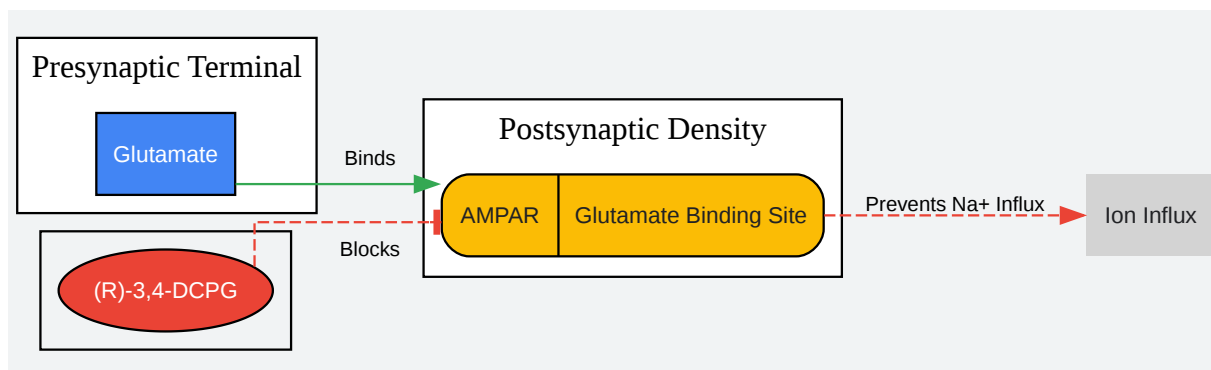 Presynaptic Terminal
Glutamate
Binds
Postsynaptic Density
AMPAR
Glutamate Binding Site
Prevents Na+ Influx
Ion Influx
Blocks
(R)-3,4-DCPG